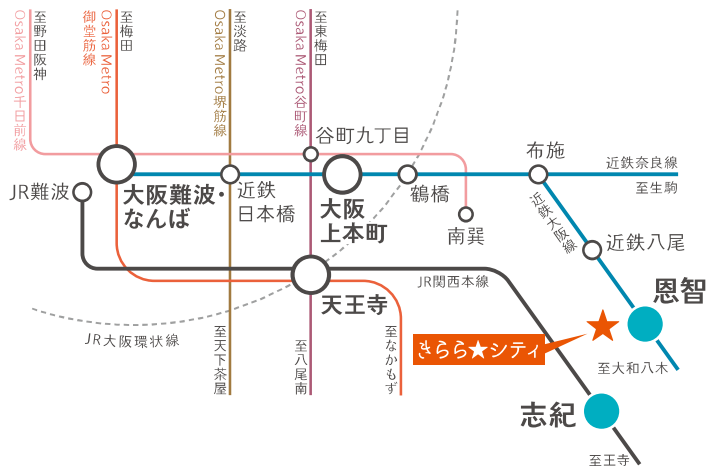 至野田阪神
Osaka Metro千日前線
至梅田
Osaka Metro
御堂筋線
至淡路
Osaka Metro堺筋線
至東梅田
Osaka Metro谷町線
谷町九丁目
布施
近鉄奈良線
至生駒
JR難波
大阪難波・
なんば
近鉄
日本橋
大阪
上本町
鶴橋
南巽
近鉄大阪線
近鉄八尾
天王寺
JR関西本線
恩智
JR大阪環状線
至天下茶屋
至八尾南
至なかもず
きらら★シティ
至大和八木
志紀
至王寺